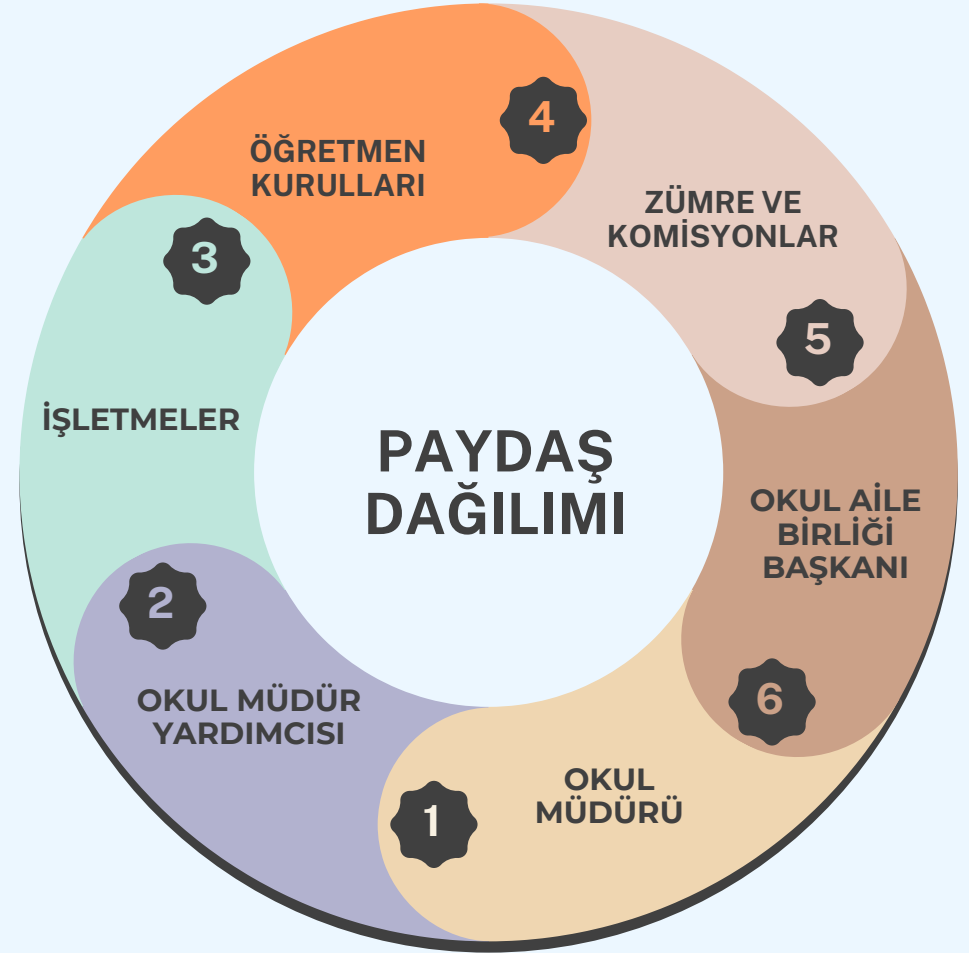 PAYDAŞ
DAĞILIMI
1
OKUL
MÜDÜRÜ
2
OKUL MÜDÜR
YARDIMCISI
3
İŞLETMELER
4
ÖĞRETMEN
KURULLARI
5
ZÜMRE VE
KOMİSYONLAR
6
OKUL AİLE
BİRLİĞİ
BAŞKANI